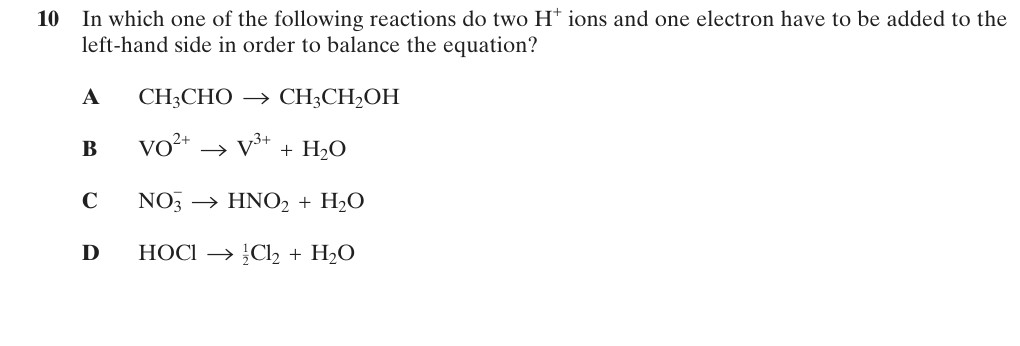 10 In which one of the following reactions do two H⁺ ions and one electron have to be added to the
left-hand side in order to balance the equation?
A CH₃CHO → CH₃CH₂OH
B VO²⁺ → V³⁺ + H₂O
C NO₃⁻ → HNO₂ + H₂O
D HOCl → ½Cl₂ + H₂O